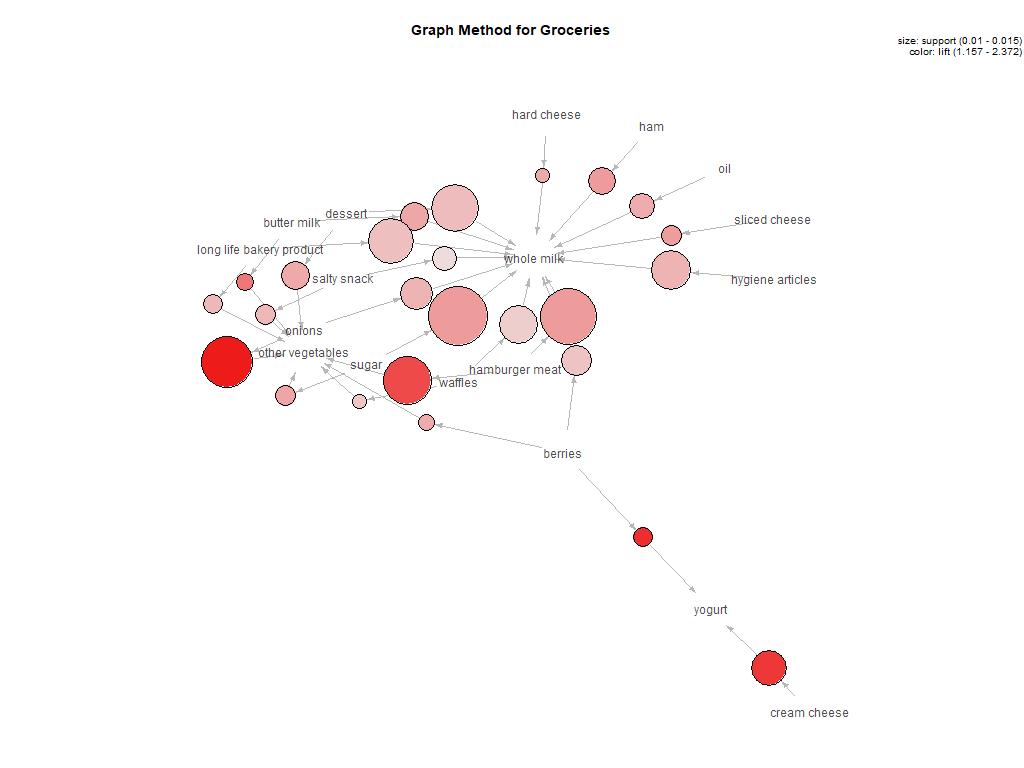 Graph Method for Groceries
size: support (0.01 - 0.015)
color: lift (1.157 - 2.372)
hard cheese
ham
oil
dessert
butter milk
sliced cheese
long life bakery product
whole milk
salty snack
hygiene articles
onions
other vegetables
sugar
hamburger meat
waffles
berries
yogurt
cream cheese